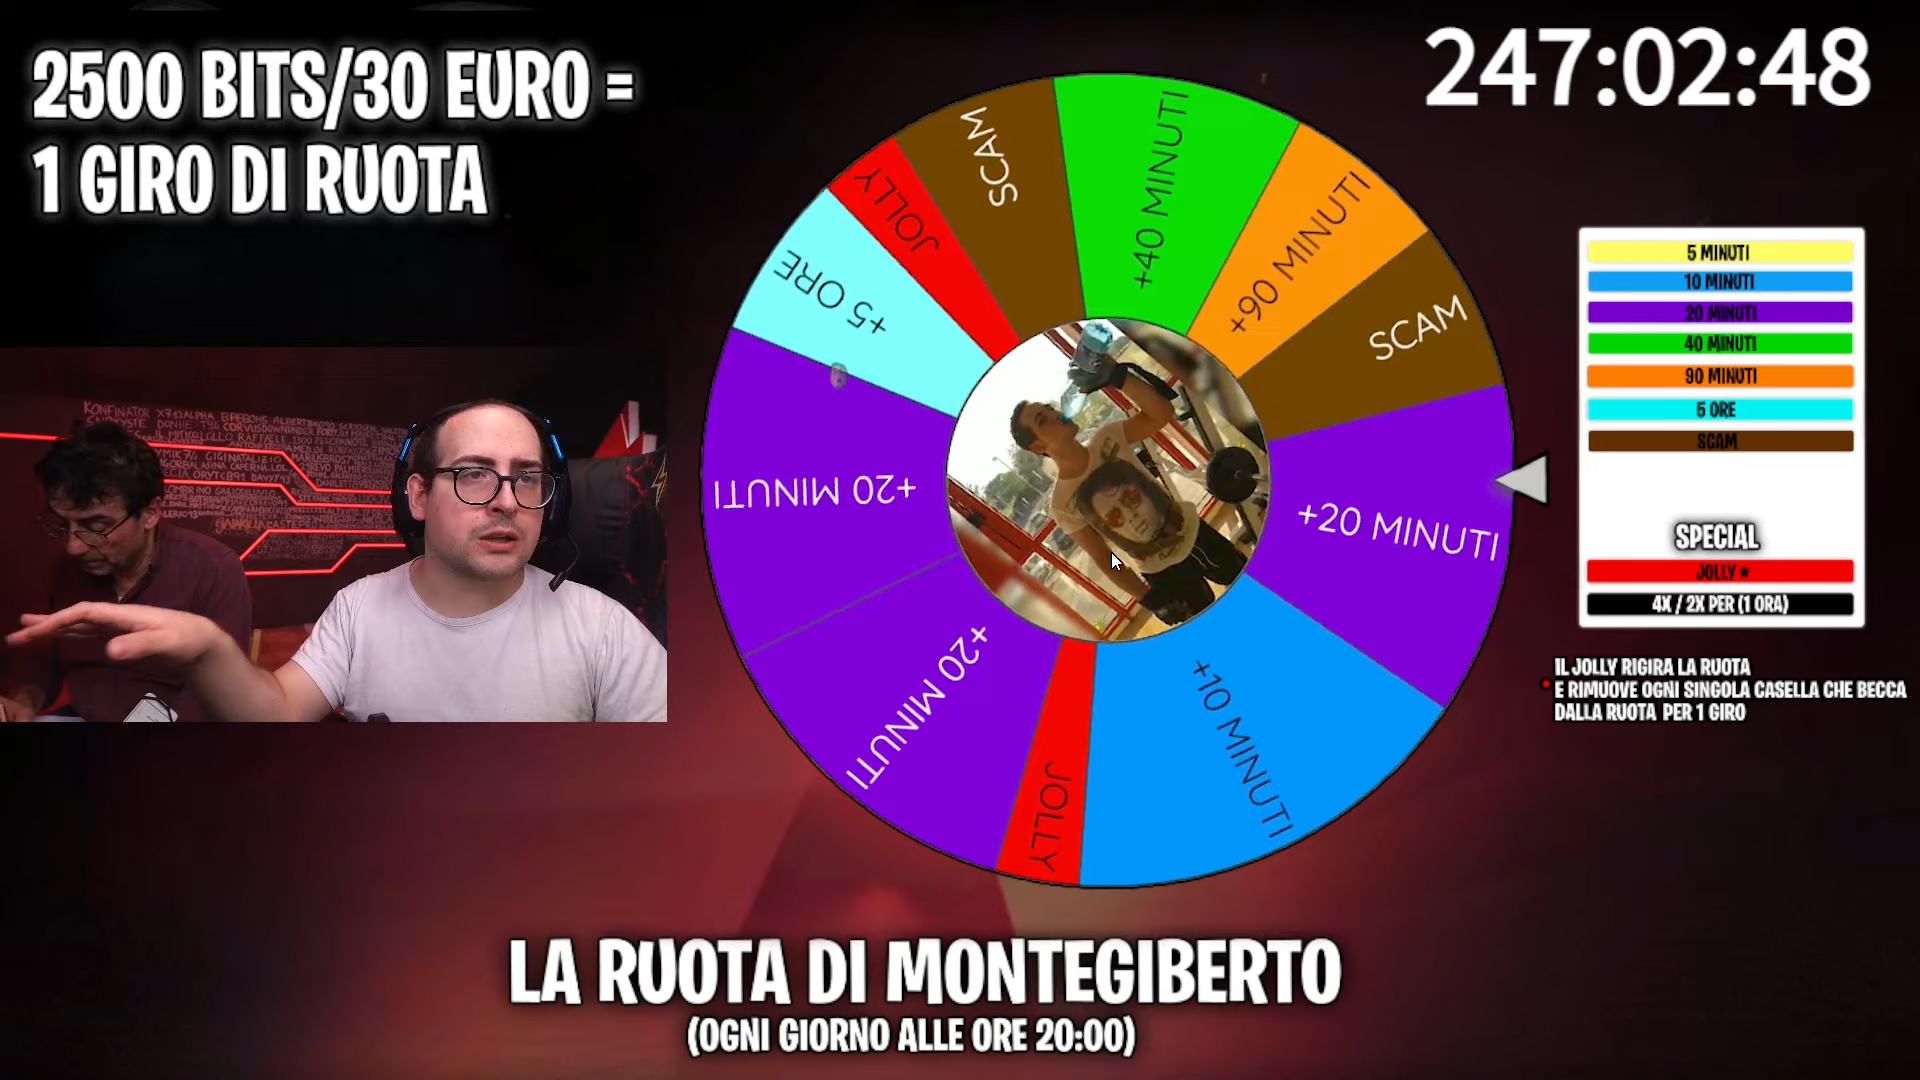 2500 BITS/30 EURO =
1 GIRO DI RUOTA
247:02:48
SCAM
+40 MINUTI
+90 MINUTI
SCAM
+20 MINUTI
+10 MINUTI
JOLLY
+20 MINUTI
+20 MINUTI
+5 ORE
JOLLY
5 MINUTI
10 MINUTI
20 MINUTI
40 MINUTI
90 MINUTI
5 ORE
SCAM
SPECIAL
JOLLY ★
4X / 2X PER (1 ORA)
IL JOLLY RIGIRA LA RUOTA
* E RIMUOVE OGNI SINGOLA CASELLA CHE BECCA
DALLA RUOTA PER 1 GIRO
KONFINATOR
LA RUOTA DI MONTEGIBERTO
(OGNI GIORNO ALLE ORE 20:00)